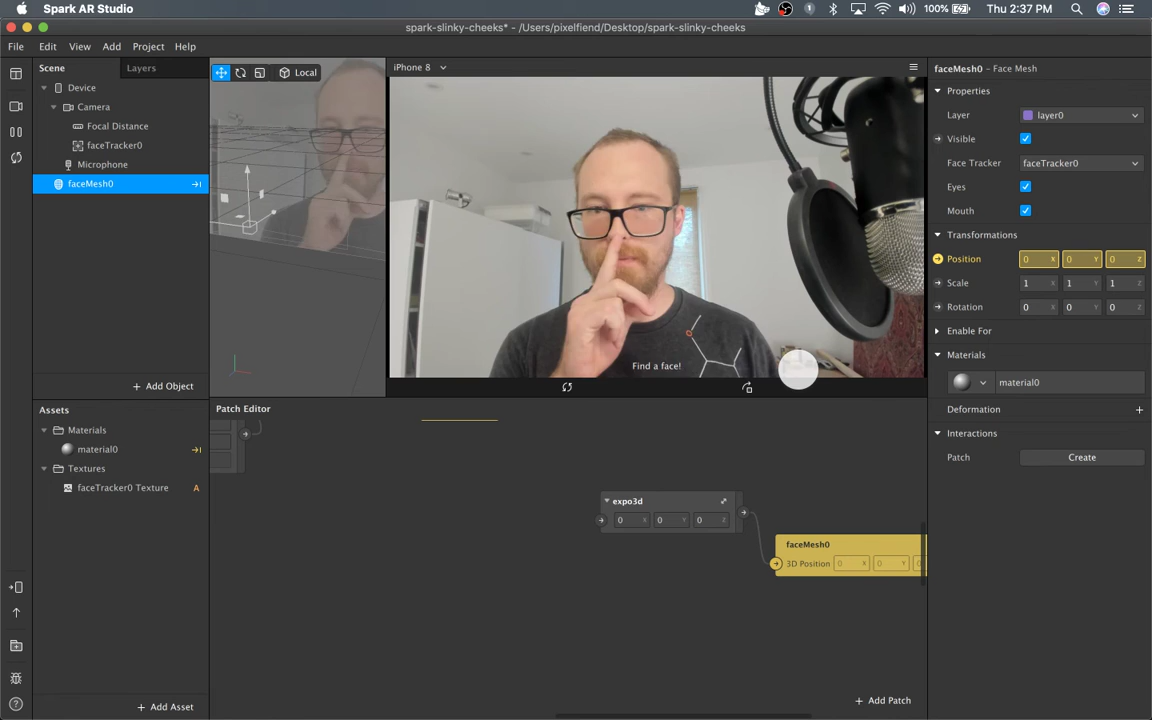 Spark AR Studio
1
100%
Thu 2:37 PM
spark-slinky-cheeks* - /Users/pixelfiend/Desktop/spark-slinky-cheeks
File Edit View Add Project Help
Scene Layers
Device
Camera
Focal Distance
faceTracker0
Microphone
faceMesh0
+ Add Object
Local
iPhone 8
Find a face!
faceMesh0 – Face Mesh
Properties
Layer layer0
Visible
Face Tracker faceTracker0
Eyes
Mouth
Transformations
Position 0 X 0 Y 0 Z
Scale 1 X 1 Y 1 Z
Rotation 0 X 0 Y 0 Z
Enable For
Materials
material0
Deformation +
Interactions
Patch Create
Assets
Materials
material0
Textures
faceTracker0 Texture A
+ Add Asset
Patch Editor
expo3d
0 X 0 Y 0 Z
faceMesh0
3D Position 0 X 0 Y 0
+ Add Patch